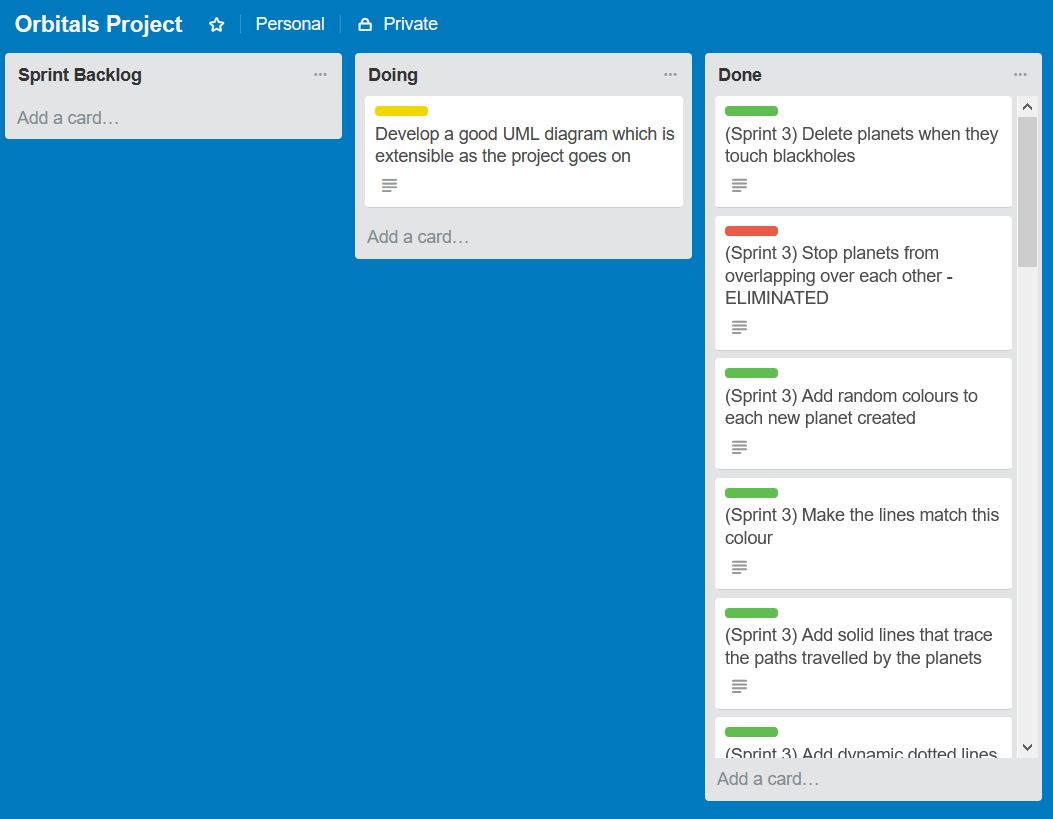 Orbitals Project
Personal
Private
Sprint Backlog
Add a card…
Doing
Develop a good UML diagram which is
extensible as the project goes on
Add a card…
Done
(Sprint 3) Delete planets when they
touch blackholes
(Sprint 3) Stop planets from
overlapping over each other -
ELIMINATED
(Sprint 3) Add random colours to
each new planet created
(Sprint 3) Make the lines match this
colour
(Sprint 3) Add solid lines that trace
the paths travelled by the planets
(Sprint 3) Add dynamic dotted lines
Add a card…